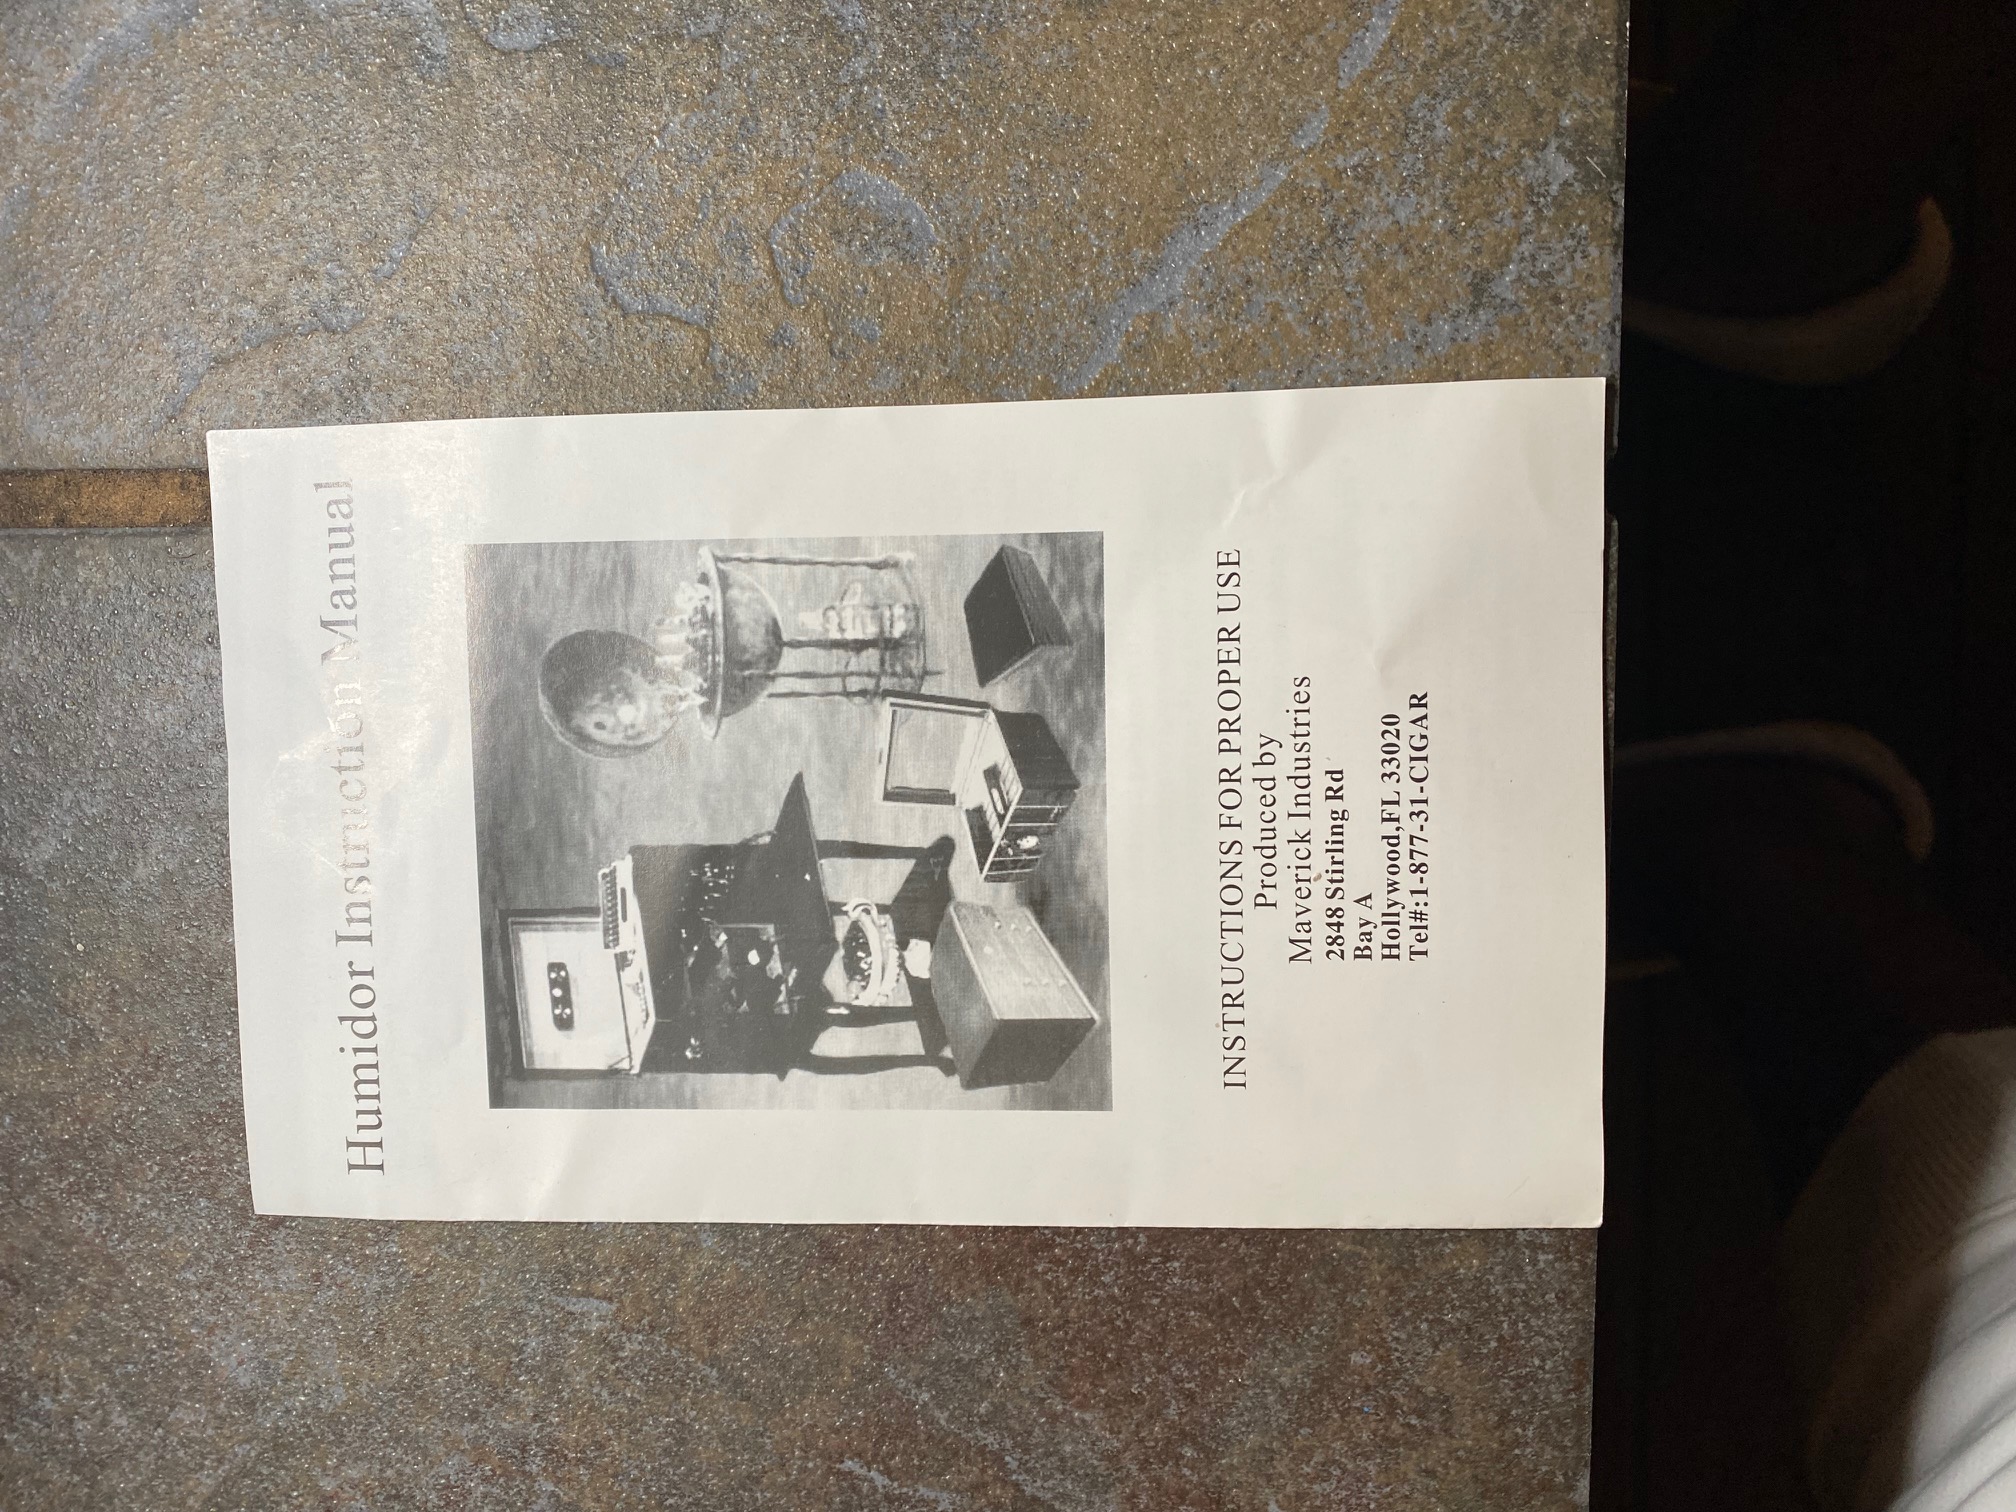 Humidor Instruction Manual
INSTRUCTIONS FOR PROPER USE
Produced by
Maverick Industries
2848 Stirling Rd
Bay A
Hollywood,FL 33020
Tel#:1-877-31-CIGAR